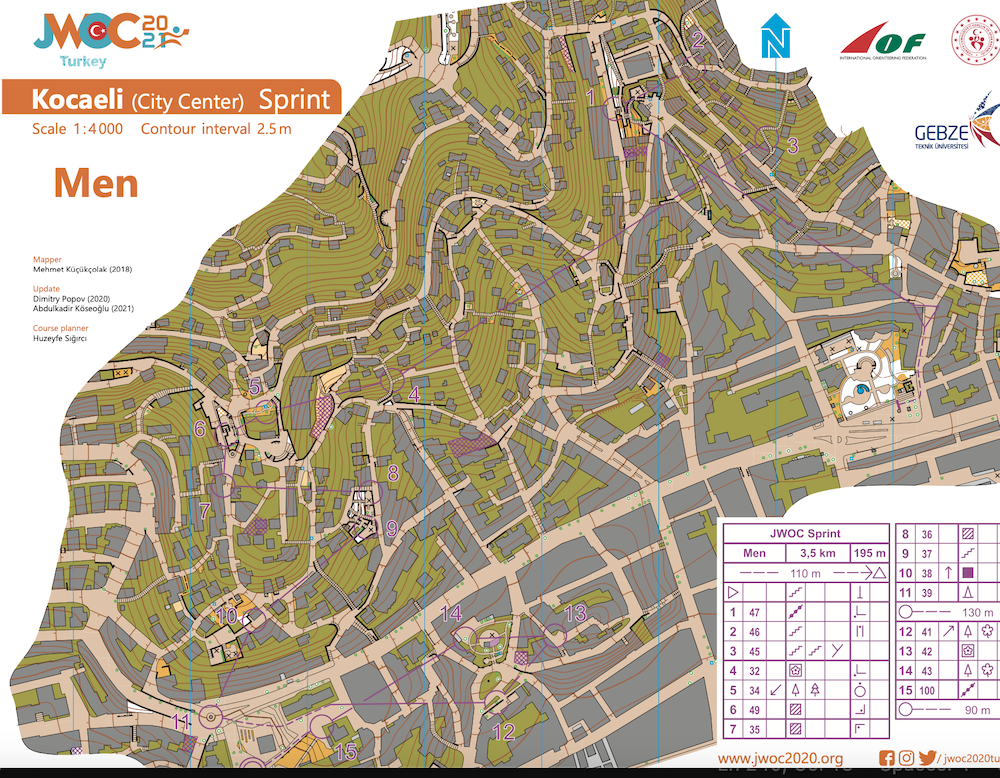 JWOC 20
21
Turkey
IOF
INTERNATIONAL ORIENTEERING FEDERATION
GEBZE
TEKNIK ÜNİVERSİTESİ
Kocaeli (City Center) Sprint
Scale 1:4000 Contour interval 2.5m
Men
Mapper
Mehmet Küçükçolak (2018)
Update
Dimitry Popov (2020)
Abdulkadir Köseoğlu (2021)
Course planner
Huzeyfe Sığırcı
N
2
1
3
4
5
6
7
8
9
10
11
12
13
14
15
JWOC Sprint
Men 3,5 km 195 m
110 m
1 47
2 46
3 45
4 32
5 34
6 49
7 35
8 36
9 37
10 38
11 39
130 m
12 41
13 42
14 43
15 100
90 m
www.jwoc2020.org
/ jwoc2020tu